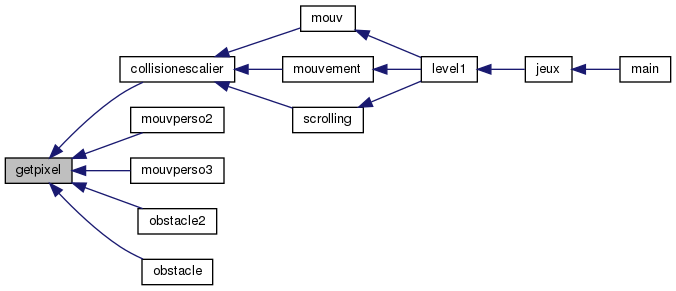 mouv
collisionescalier
mouvement
level1
jeux
main
mouvperso2
scrolling
getpixel
mouvperso3
obstacle2
obstacle